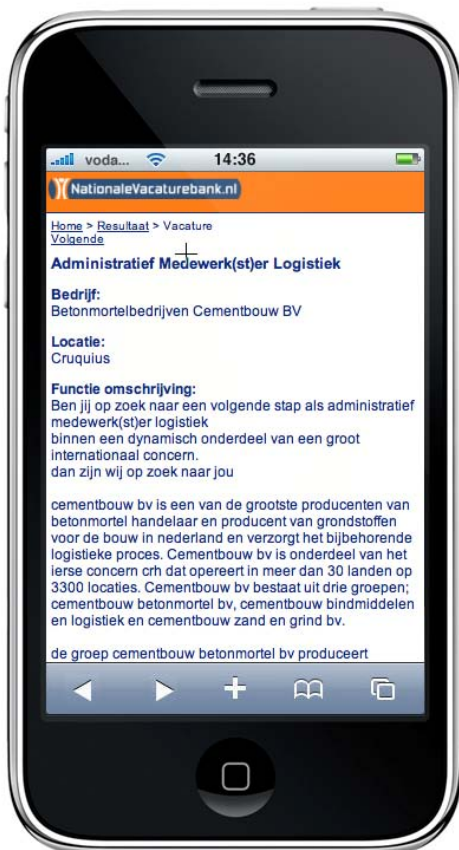 voda... 14:36
NationaleVacaturebank.nl
Home > Resultaat > Vacature
Volgende
Administratief Medewerk(st)er Logistiek
Bedrijf:
Betonmortelbedrijven Cementbouw BV
Locatie:
Cruquius
Functie omschrijving:
Ben jij op zoek naar een volgende stap als administratief
medewerk(st)er logistiek
binnen een dynamisch onderdeel van een groot
internationaal concern.
dan zijn wij op zoek naar jou
cementbouw bv is een van de grootste producenten van
betonmortel handelaar en producent van grondstoffen
voor de bouw in nederland en verzorgt het bijbehorende
logistieke proces. Cementbouw bv is onderdeel van het
ierse concern crh dat opereert in meer dan 30 landen op
3300 locaties. Cementbouw bv bestaat uit drie groepen;
cementbouw betonmortel bv, cementbouw bindmiddelen
en logistiek en cementbouw zand en grind bv.
de groep cementbouw betonmortel bv produceert